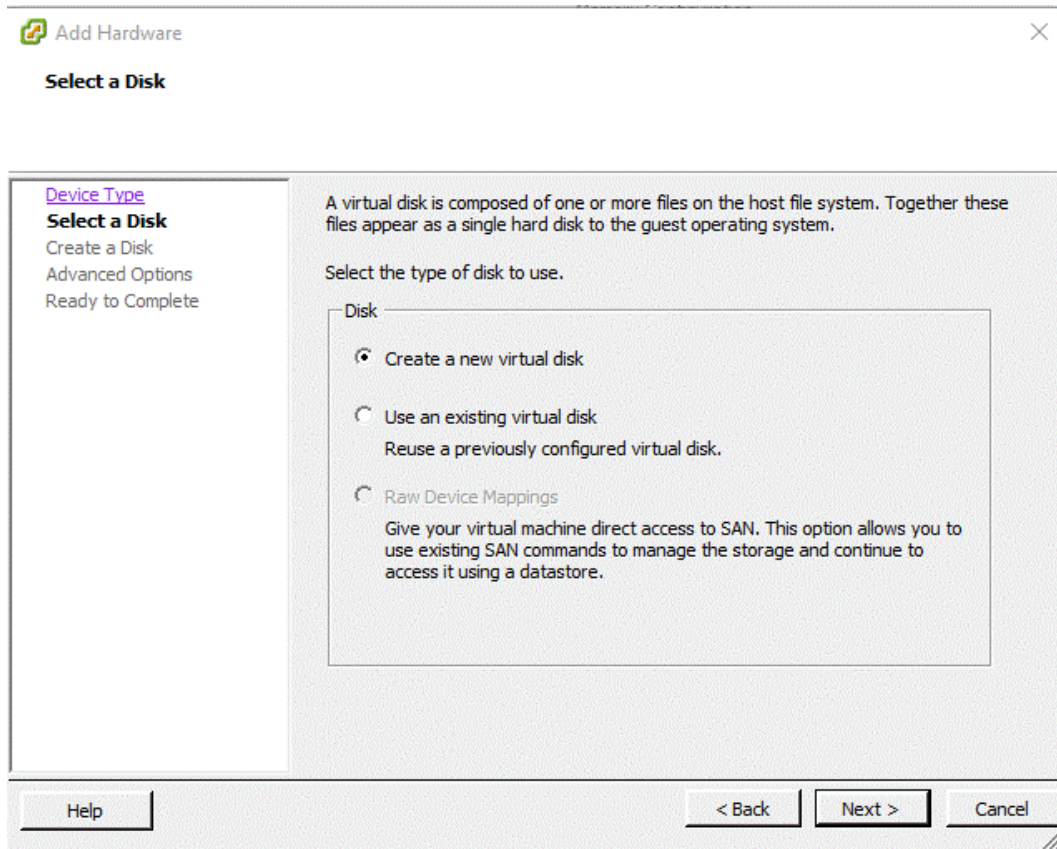 Add Hardware
Select a Disk
Device Type
Select a Disk
Create a Disk
Advanced Options
Ready to Complete
A virtual disk is composed of one or more files on the host file system. Together these
files appear as a single hard disk to the guest operating system.
Select the type of disk to use.
Disk
Create a new virtual disk
Use an existing virtual disk
Reuse a previously configured virtual disk.
Raw Device Mappings
Give your virtual machine direct access to SAN. This option allows you to
use existing SAN commands to manage the storage and continue to
access it using a datastore.
Help
< Back
Next >
Cancel